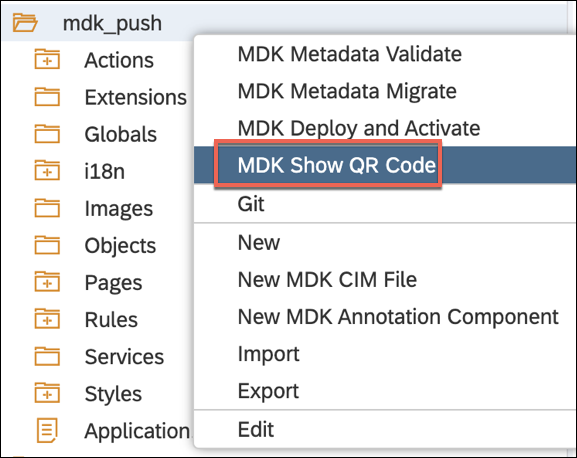 mdk_push
Actions
Extensions
Globals
i18n
Images
Objects
Pages
Rules
Services
Styles
Application
MDK Metadata Validate
MDK Metadata Migrate
MDK Deploy and Activate
MDK Show QR Code
Git
New
New MDK CIM File
New MDK Annotation Component
Import
Export
Edit